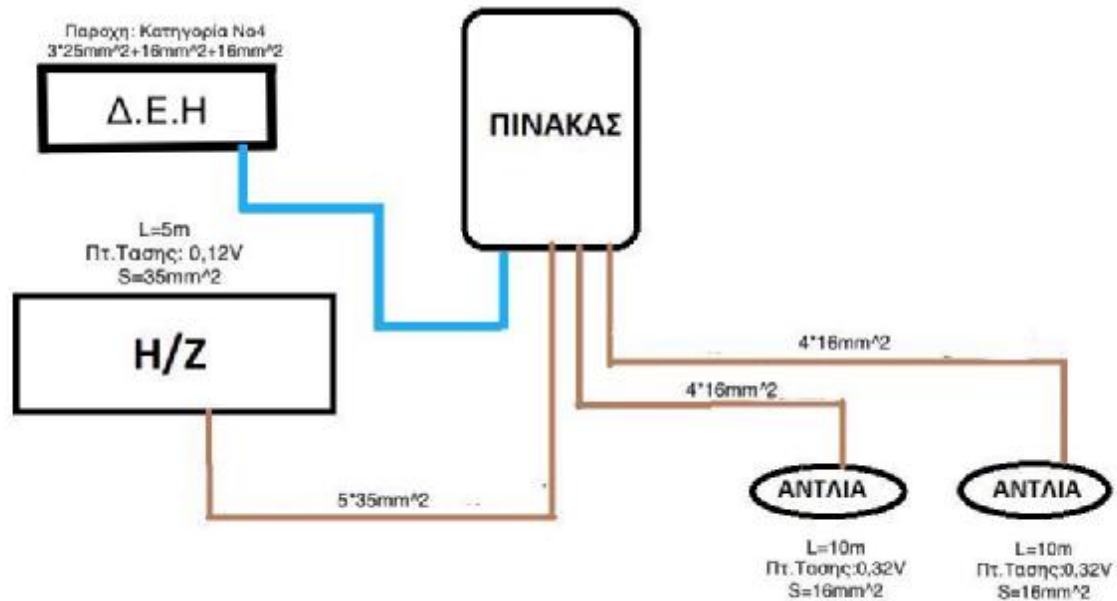 Παροχη: Κατηγορία Νο4
3*25mm^2+16mm^2+16mm^2
Δ.Ε.Η
ΠΙΝΑΚΑΣ
L=5m
Πτ.Τασης: 0,12V
S=35mm^2
Η/Ζ
4*16mm^2
4*16mm^2
5*35mm^2
ΑΝΤΛΙΑ
ΑΝΤΛΙΑ
L=10m
Πτ.Τασης:0,32V
S=16mm^2
L=10m
Πτ.Τασης:0,32V
S=16mm^2